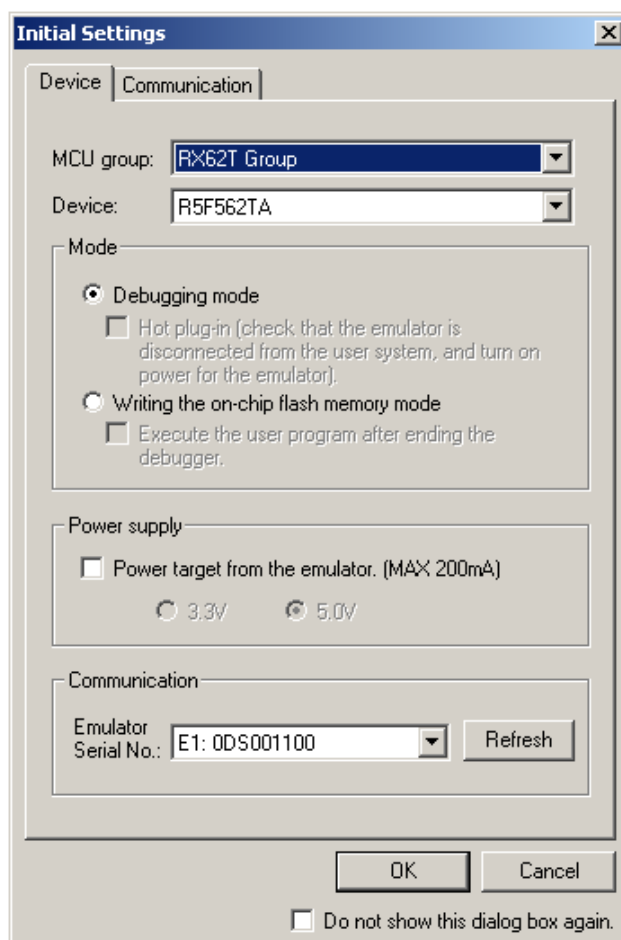 Initial Settings
Device
Communication
MCU group:
RX62T Group
Device:
R5F562TA
Mode
Debugging mode
Hot plug-in (check that the emulator is
disconnected from the user system, and turn on
power for the emulator).
Writing the on-chip flash memory mode
Execute the user program after ending the
debugger.
Power supply
Power target from the emulator. (MAX 200mA)
3.3V
5.0V
Communication
Emulator
Serial No.:
E1: 0DS001100
Refresh
OK
Cancel
Do not show this dialog box again.